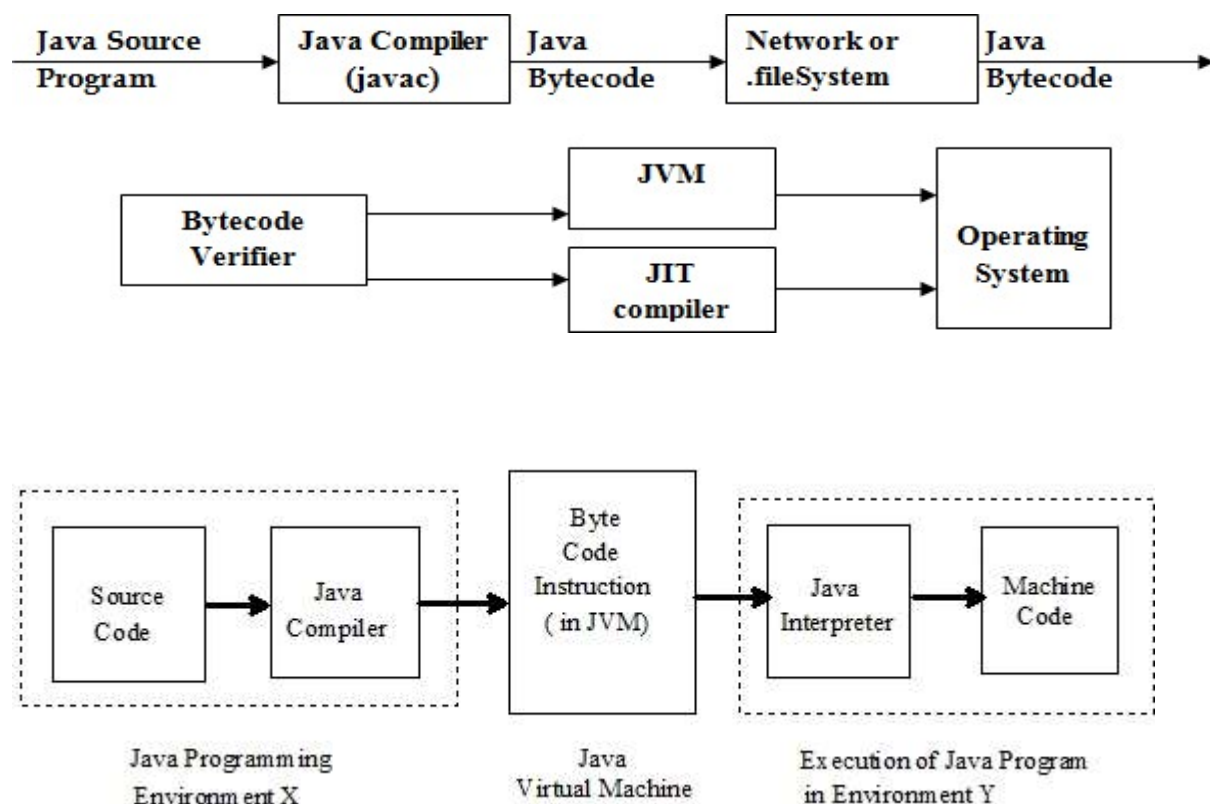 Java Source
Program
Java Compiler
(javac)
Java
Bytecode
Network or
.fileSystem
Java
Bytecode
Bytecode
Verifier
JVM
JIT
compiler
Operating
System
Source
Code
Java
Compiler
Byte
Code
Instruction
( in JVM)
Java
Interpreter
Machine
Code
Java Programming
Environment X
Java
Virtual Machine
Execution of Java Program
in Environment Y